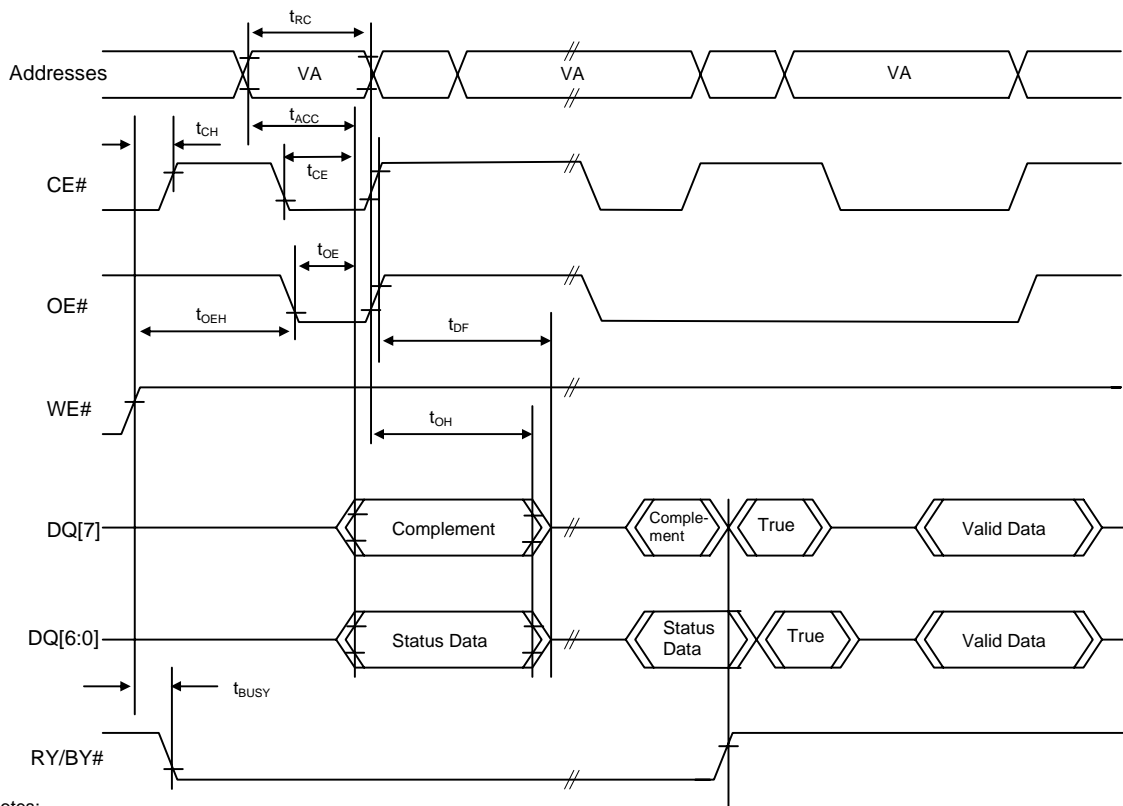 tRC
Addresses VA VA VA
tACC
tCH
tCE
CE#
tOE
OE#
tOEH
tDF
WE#
tOH
DQ[7] Complement Comple-
ment True Valid Data
DQ[6:0] Status Data Status
Data True Valid Data
tBUSY
RY/BY#